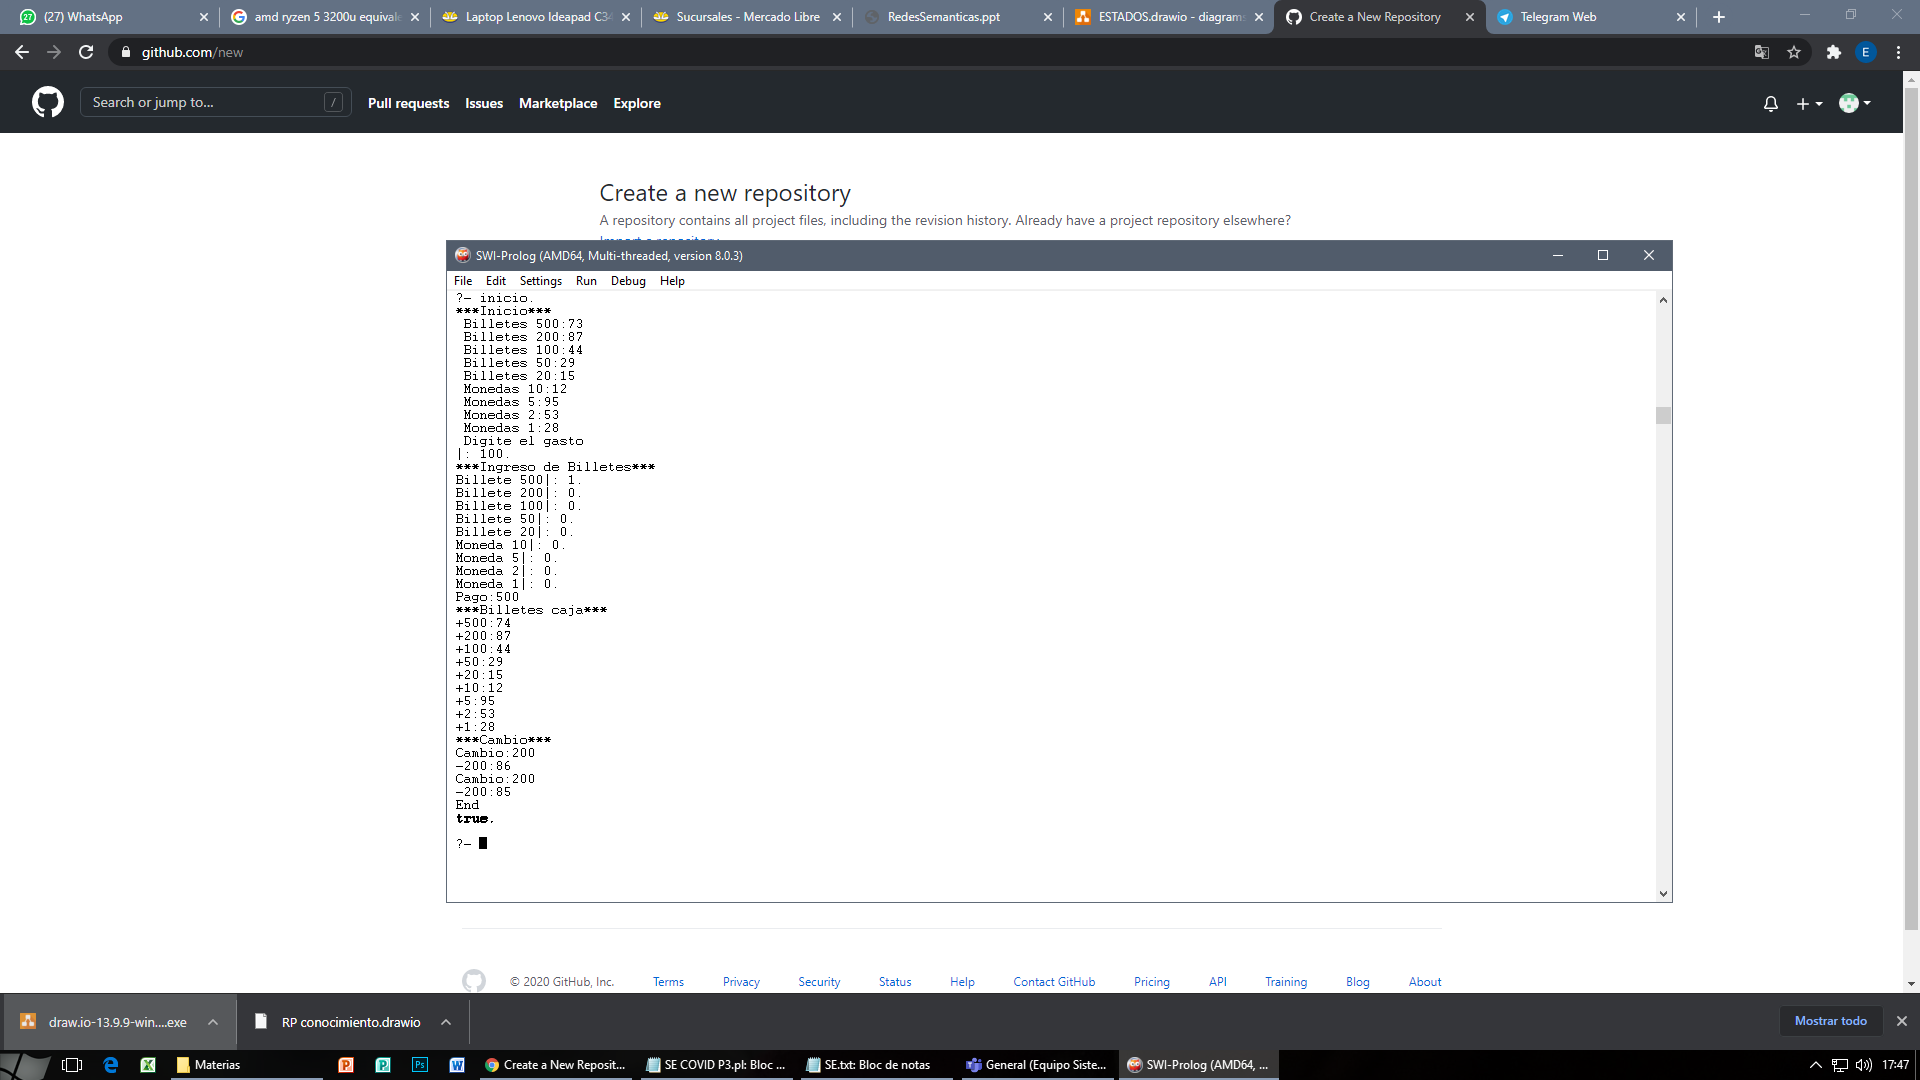 (27) WhatsApp
amd ryzen 5 3200u equivale
Laptop Lenovo Ideapad C34
Sucursales - Mercado Libre
RedesSemanticas.ppt
ESTADOS.drawio - diagrams
Create a New Repository
Telegram Web
github.com/new
E
Search or jump to...
/
Pull requests
Issues
Marketplace
Explore
Create a new repository
A repository contains all project files, including the revision history. Already have a project repository elsewhere?
SWI-Prolog (AMD64, Multi-threaded, version 8.0.3)
File Edit Settings Run Debug Help
?- inicio.
***Inicio***
Billetes 500:73
Billetes 200:87
Billetes 100:44
Billetes 50:29
Billetes 20:15
Monedas 10:12
Monedas 5:95
Monedas 2:53
Monedas 1:28
Digite el gasto
|: 100.
***Ingreso de Billetes***
Billete 500|: 1.
Billete 200|: 0.
Billete 100|: 0.
Billete 50|: 0.
Billete 20|: 0.
Moneda 10|: 0.
Moneda 5|: 0.
Moneda 2|: 0.
Moneda 1|: 0.
Pago:500
***Billetes caja***
+500:74
+200:87
+100:44
+50:29
+20:15
+10:12
+5:95
+2:53
+1:28
***Cambio***
Cambio:200
-200:86
Cambio:200
-200:85
End
true.
?-
© 2020 GitHub, Inc.
Terms
Privacy
Security
Status
Help
Contact GitHub
Pricing
API
Training
Blog
About
draw.io-13.9.9-win....exe
RP conocimiento.drawio
Mostrar todo
Materias
Create a New Reposit...
SE COVID P3.pl: Bloc ...
SE.txt: Bloc de notas
General (Equipo Siste...
SWI-Prolog (AMD64, ...
17:47